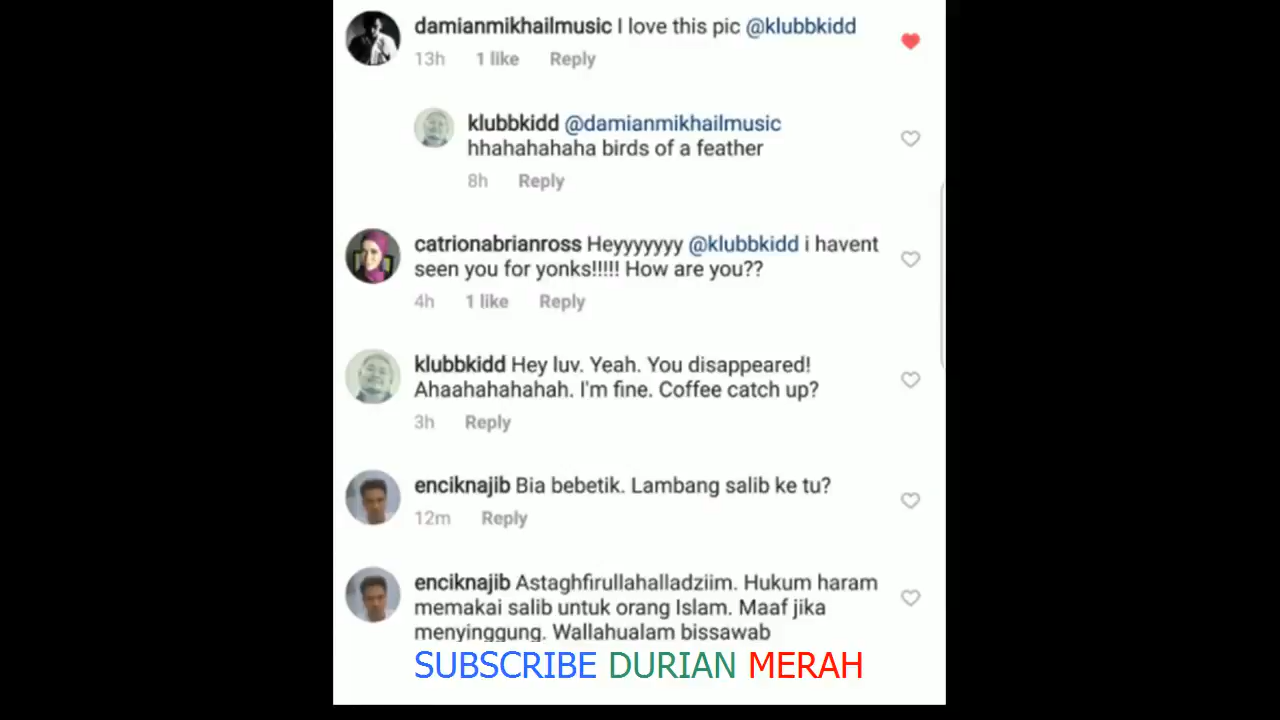 damianmikhailmusic I love this pic @klubbkidd
13h 1 like Reply
klubbkidd @damianmikhailmusic
hhahahahaha birds of a feather
8h Reply
catrionabrianross Heyyyyyyy @klubbkidd i havent
seen you for yonks!!!!! How are you??
4h 1 like Reply
klubbkidd Hey luv. Yeah. You disappeared!
Ahaahahahahah. I'm fine. Coffee catch up?
3h Reply
enciknajib Bia bebetik. Lambang salib ke tu?
12m Reply
enciknajib Astaghfirullahalladziim. Hukum haram
memakai salib untuk orang Islam. Maaf jika
menyinggung. Wallahualam bissawab
SUBSCRIBE DURIAN MERAH